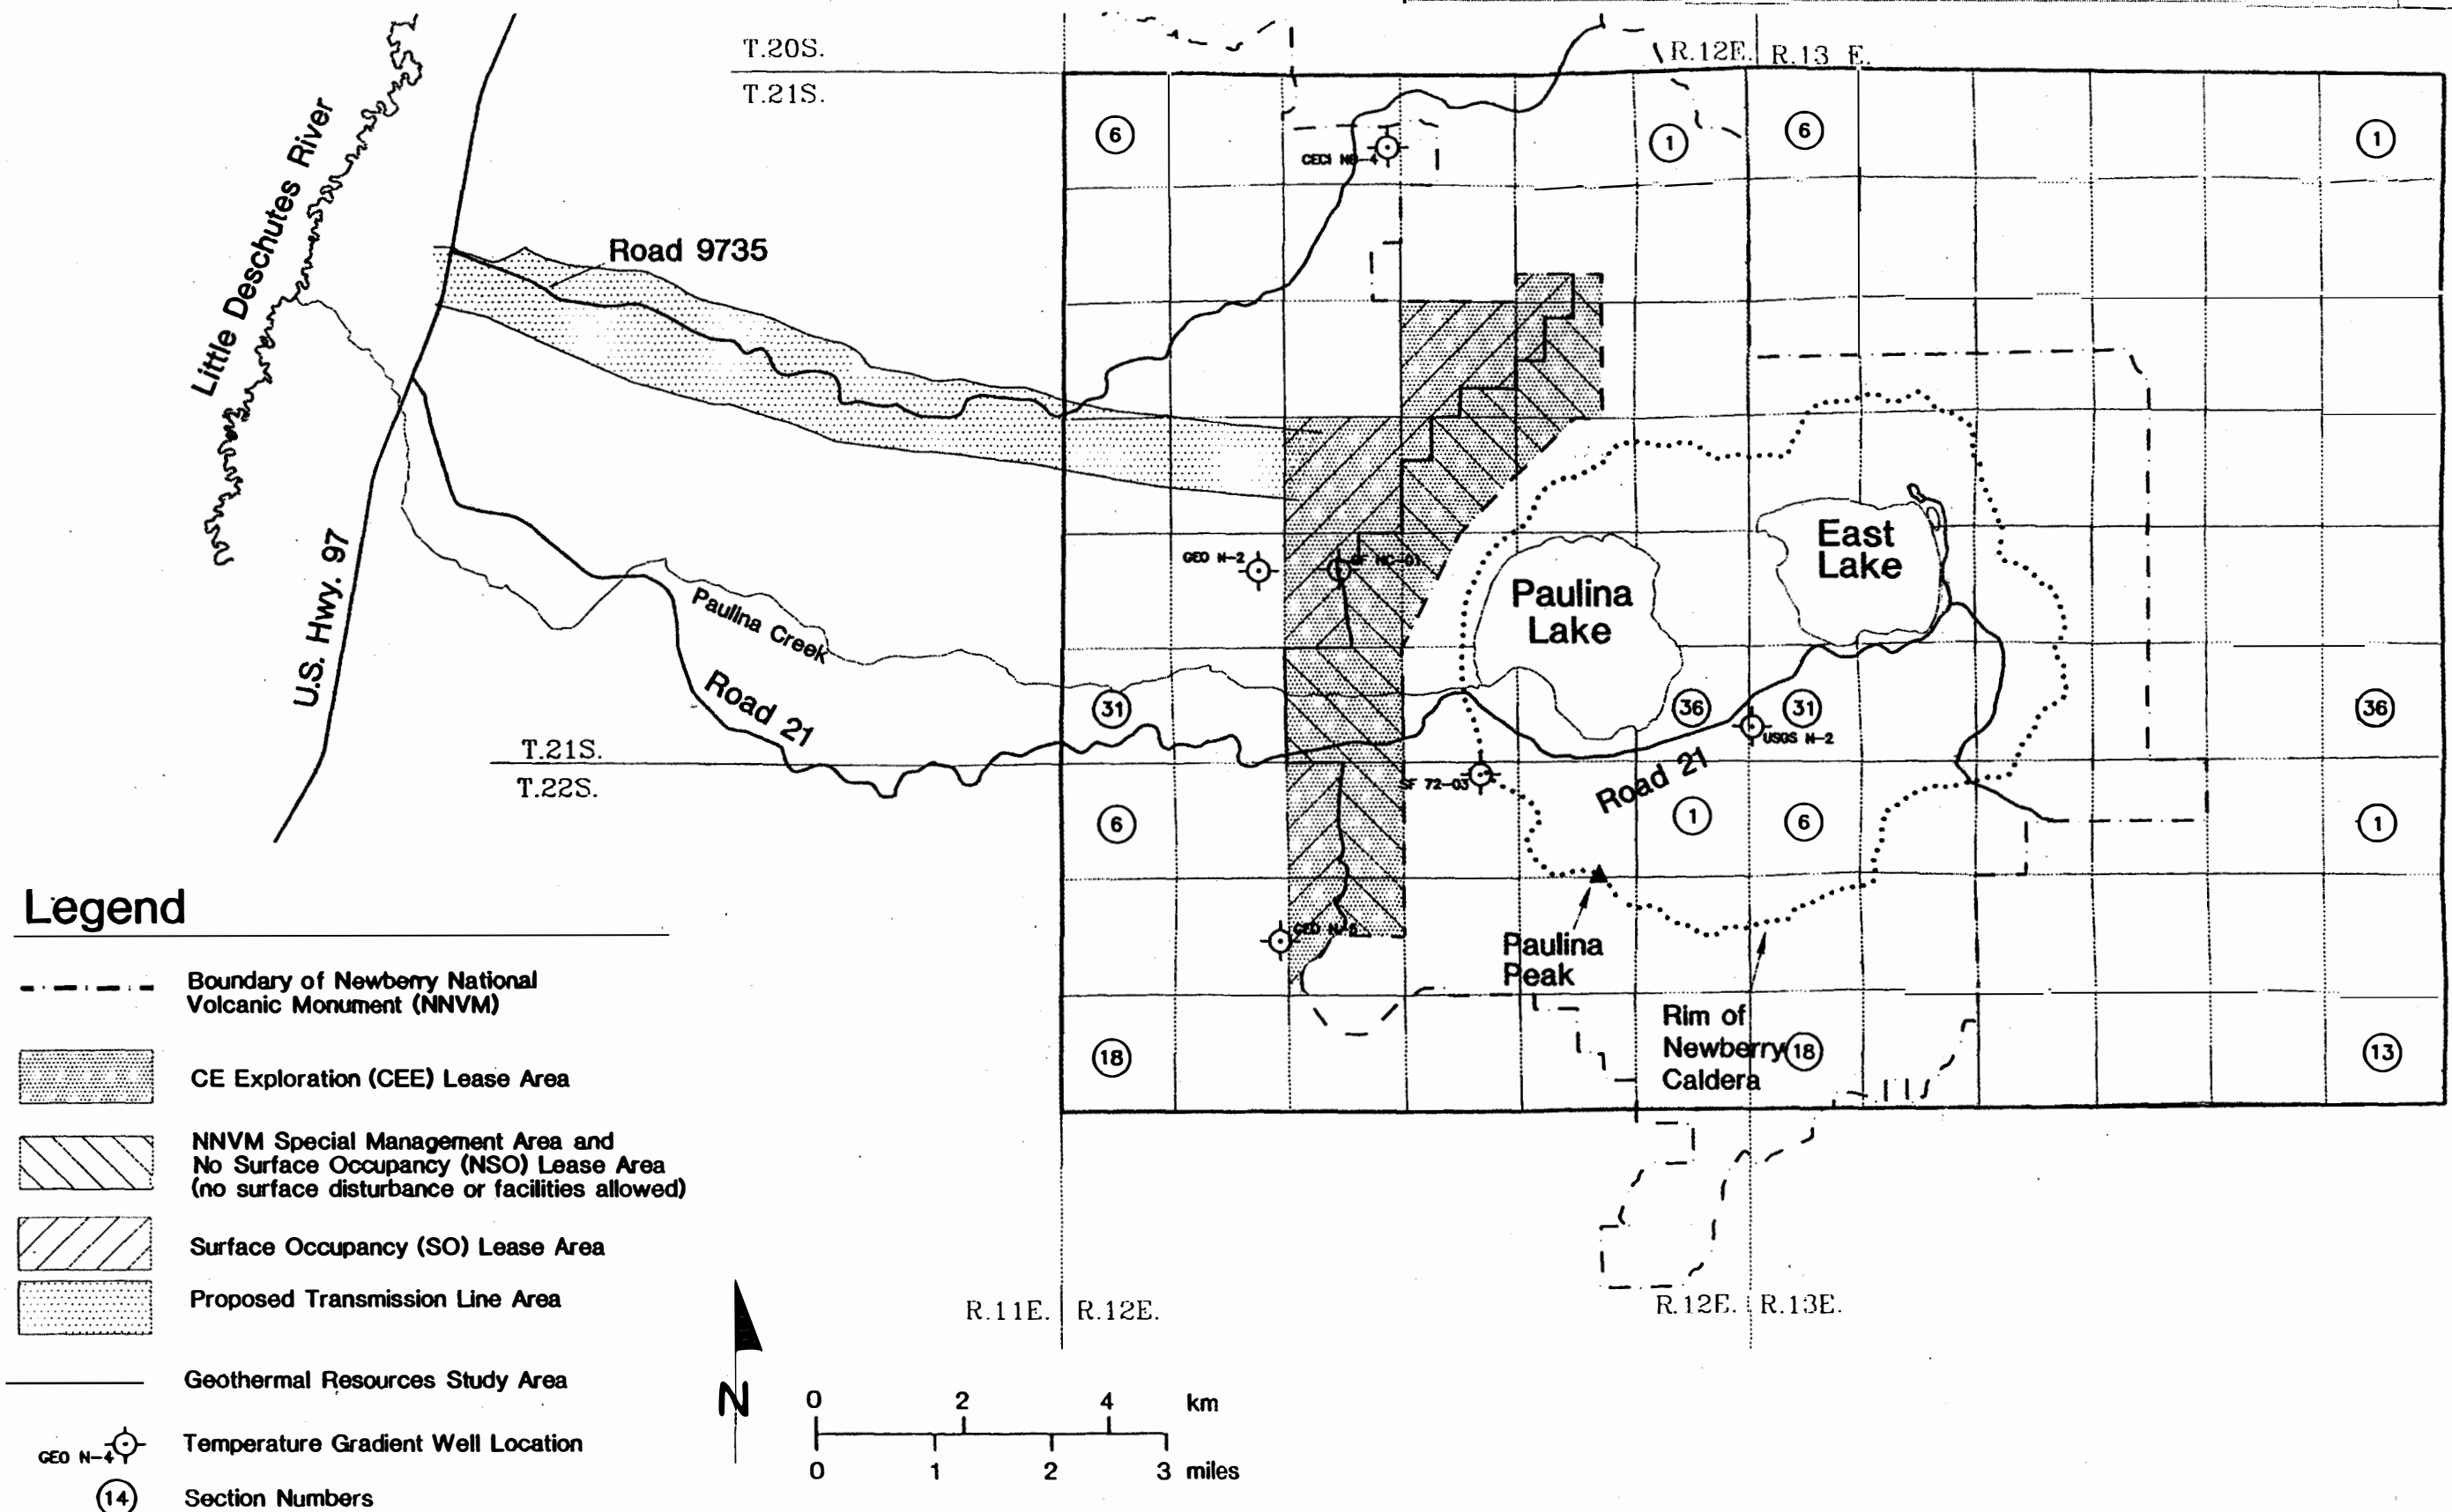 T.20S.
T.21S.
R.12E. R.13 E.
6
1
6
1
CECI NB-4
Little Deschutes River
Road 9735
U.S. Hwy. 97
GEO N-2
Paulina Lake
East Lake
Paulina Creek
Road 21
31
36
31
36
USGS N-2
T.21S.
T.22S.
SF 72-03
Road 21
6
1
6
1
GEO N-5
Paulina
Peak
Rim of
Newberry
Caldera
18
18
13
R.11E. R.12E.
R.12E. R.13E.
Legend
Boundary of Newberry National
Volcanic Monument (NNVM)
CE Exploration (CEE) Lease Area
NNVM Special Management Area and
No Surface Occupancy (NSO) Lease Area
(no surface disturbance or facilities allowed)
Surface Occupancy (SO) Lease Area
Proposed Transmission Line Area
Geothermal Resources Study Area
GEO N-4 Temperature Gradient Well Location
14 Section Numbers
N
0 2 4 km
0 1 2 3 miles